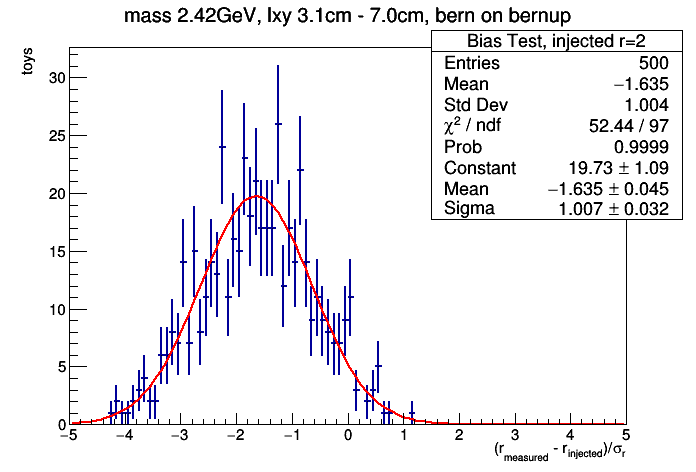 mass 2.42GeV, lxy 3.1cm - 7.0cm, bern on bernup
Bias Test, injected r=2
Entries 500
Mean −1.635
Std Dev 1.004
χ² / ndf 52.44 / 97
Prob 0.9999
Constant 19.73 ± 1.09
Mean −1.635 ± 0.045
Sigma 1.007 ± 0.032
toys
30
25
20
15
10
5
0
−5 −4 −3 −2 −1 0 1 2 3 4 5
(r_measured - r_injected)/σ_r